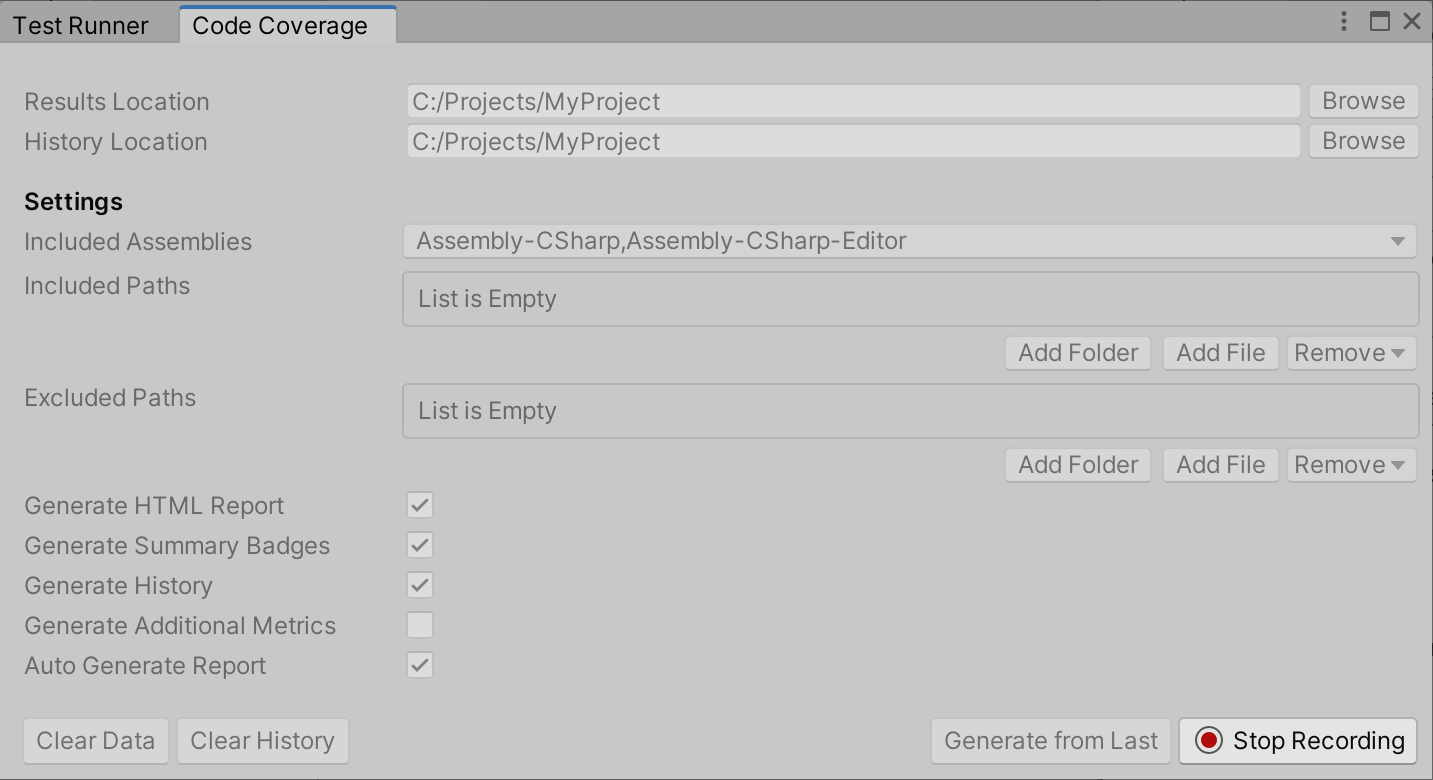 Test Runner Code Coverage
Results Location C:/Projects/MyProject Browse
History Location C:/Projects/MyProject Browse
Settings
Included Assemblies Assembly-CSharp,Assembly-CSharp-Editor
Included Paths List is Empty
Add Folder Add File Remove
Excluded Paths List is Empty
Add Folder Add File Remove
Generate HTML Report
Generate Summary Badges
Generate History
Generate Additional Metrics
Auto Generate Report
Clear Data Clear History Generate from Last Stop Recording